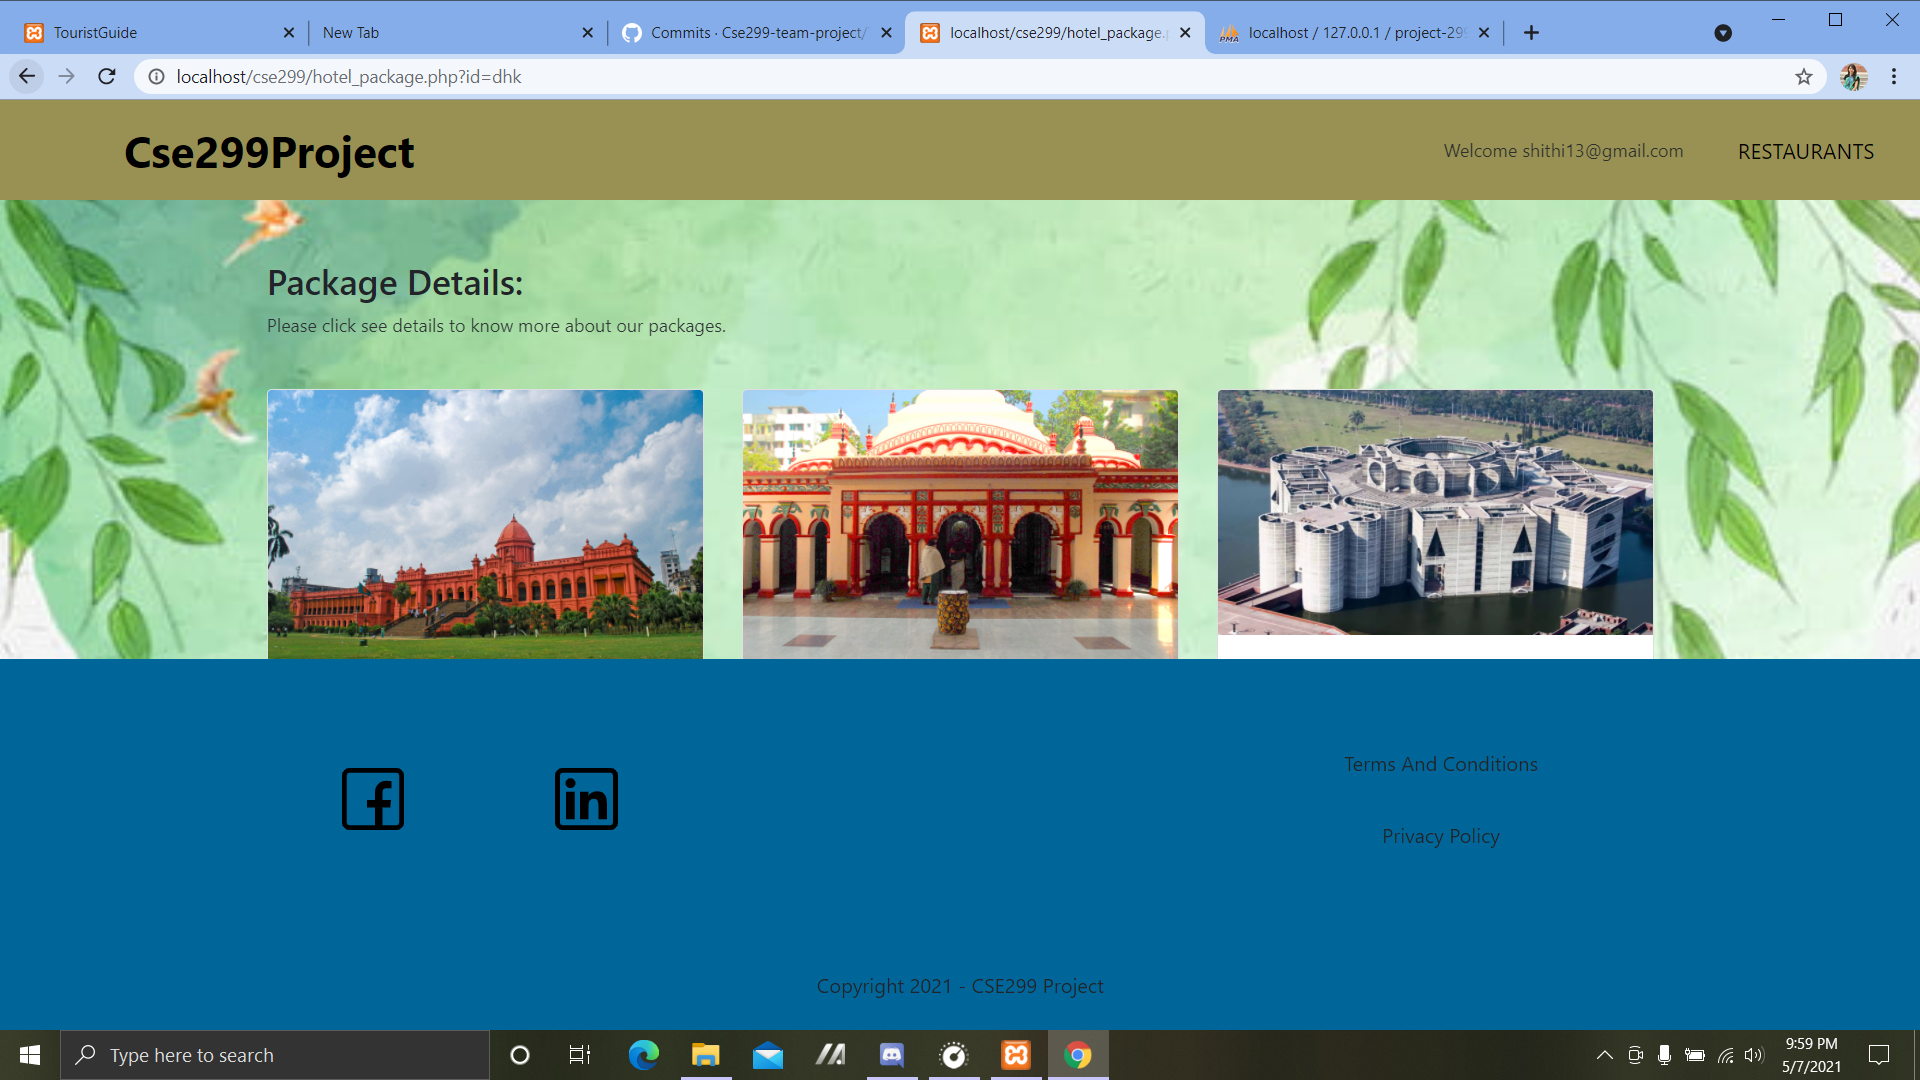 TouristGuide
New Tab
Commits · Cse299-team-project/
localhost/cse299/hotel_package.p
localhost / 127.0.0.1 / project-299
localhost/cse299/hotel_package.php?id=dhk
Cse299Project
Welcome shithi13@gmail.com
RESTAURANTS
Package Details:
Please click see details to know more about our packages.
in
Terms And Conditions
Privacy Policy
Copyright 2021 - CSE299 Project
Type here to search
9:59 PM
5/7/2021